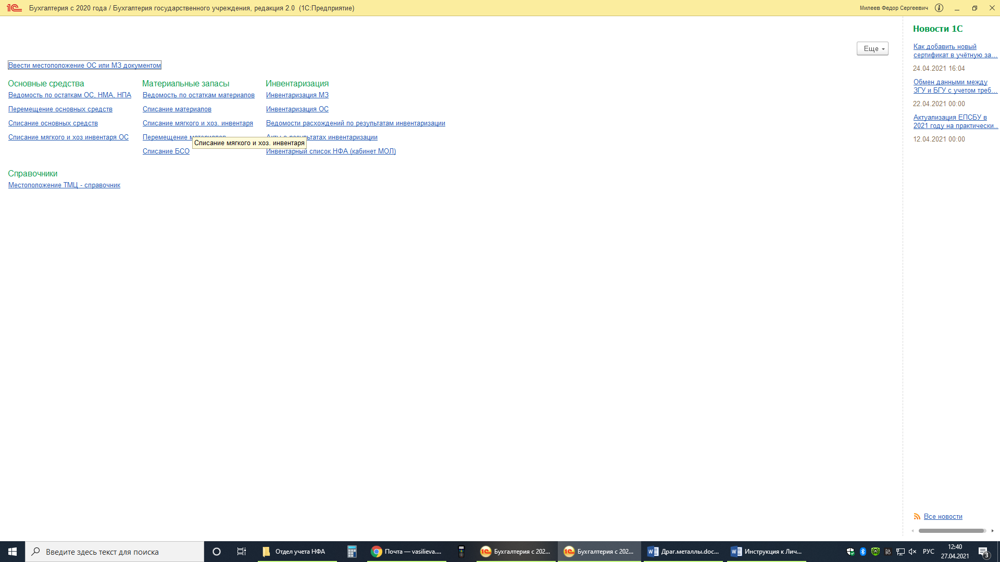 1С Бухгалтерия с 2020 года / Бухгалтерия государственного учреждения, редакция 2.0 (1С:Предприятие)
Милеев Федор Сергеевич
Еще
Ввести местоположение ОС или МЗ документом
Основные средства
Ведомость по остаткам ОС, НМА, НПА
Перемещение основных средств
Списание основных средств
Списание мягкого и хоз инвентаря ОС
Материальные запасы
Ведомость по остаткам материалов
Списание материалов
Списание мягкого и хоз. инвентаря
Перемещение материалов
Списание мягкого и хоз. инвентаря
Списание БСО
Инвентаризация
Инвентаризация МЗ
Инвентаризация ОС
Ведомости расхождений по результатам инвентаризации
Акты о результатах инвентаризации
Инвентарный список НФА (кабинет МОЛ)
Справочники
Местоположение ТМЦ - справочник
Новости 1С
Как добавить новый
сертификат в учётную за...
24.04.2021 16:04
Обмен данными между
ЗГУ и БГУ с учетом треб...
22.04.2021 00:00
Актуализация ЕПСБУ в
2021 году на практически...
12.04.2021 00:00
Все новости
Введите здесь текст для поиска
Отдел учета НФА
Почта — vasilieva....
Бухгалтерия с 202...
Бухгалтерия с 202...
Драг.металлы.doc...
Инструкция к Лич...
РУС
12:40
27.04.2021
3